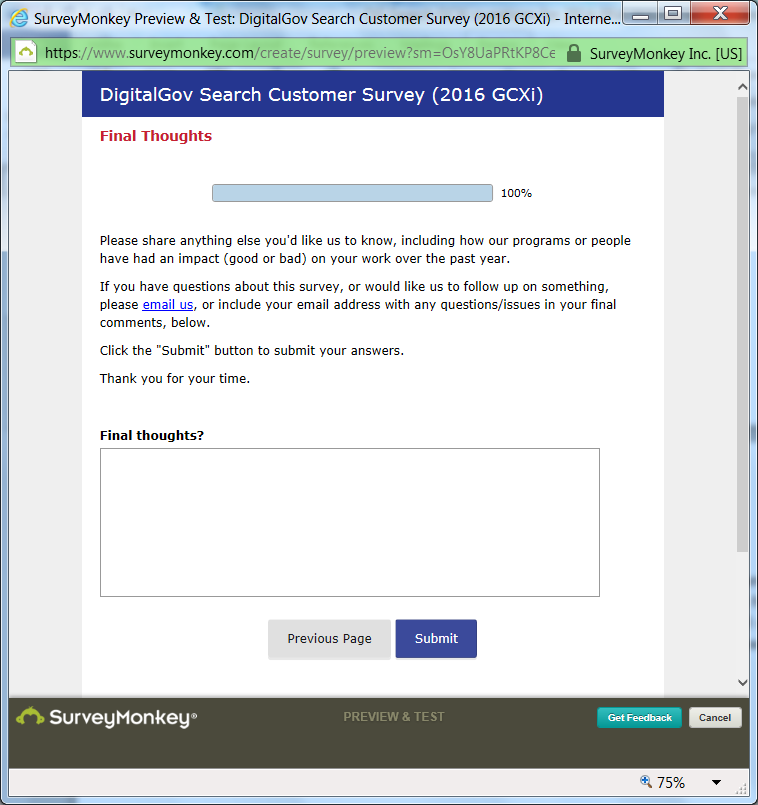 SurveyMonkey Preview & Test: DigitalGov Search Customer Survey (2016 GCXi) - Interne...
https://www.surveymonkey.com/create/survey/preview?sm=OsY8UaPRtKP8Ce SurveyMonkey Inc. [US]
DigitalGov Search Customer Survey (2016 GCXi)
Final Thoughts
100%
Please share anything else you'd like us to know, including how our programs or people
have had an impact (good or bad) on your work over the past year.
If you have questions about this survey, or would like us to follow up on something,
please email us, or include your email address with any questions/issues in your final
comments, below.
Click the "Submit" button to submit your answers.
Thank you for your time.
Final thoughts?
Previous Page Submit
SurveyMonkey® PREVIEW & TEST Get Feedback Cancel
75%